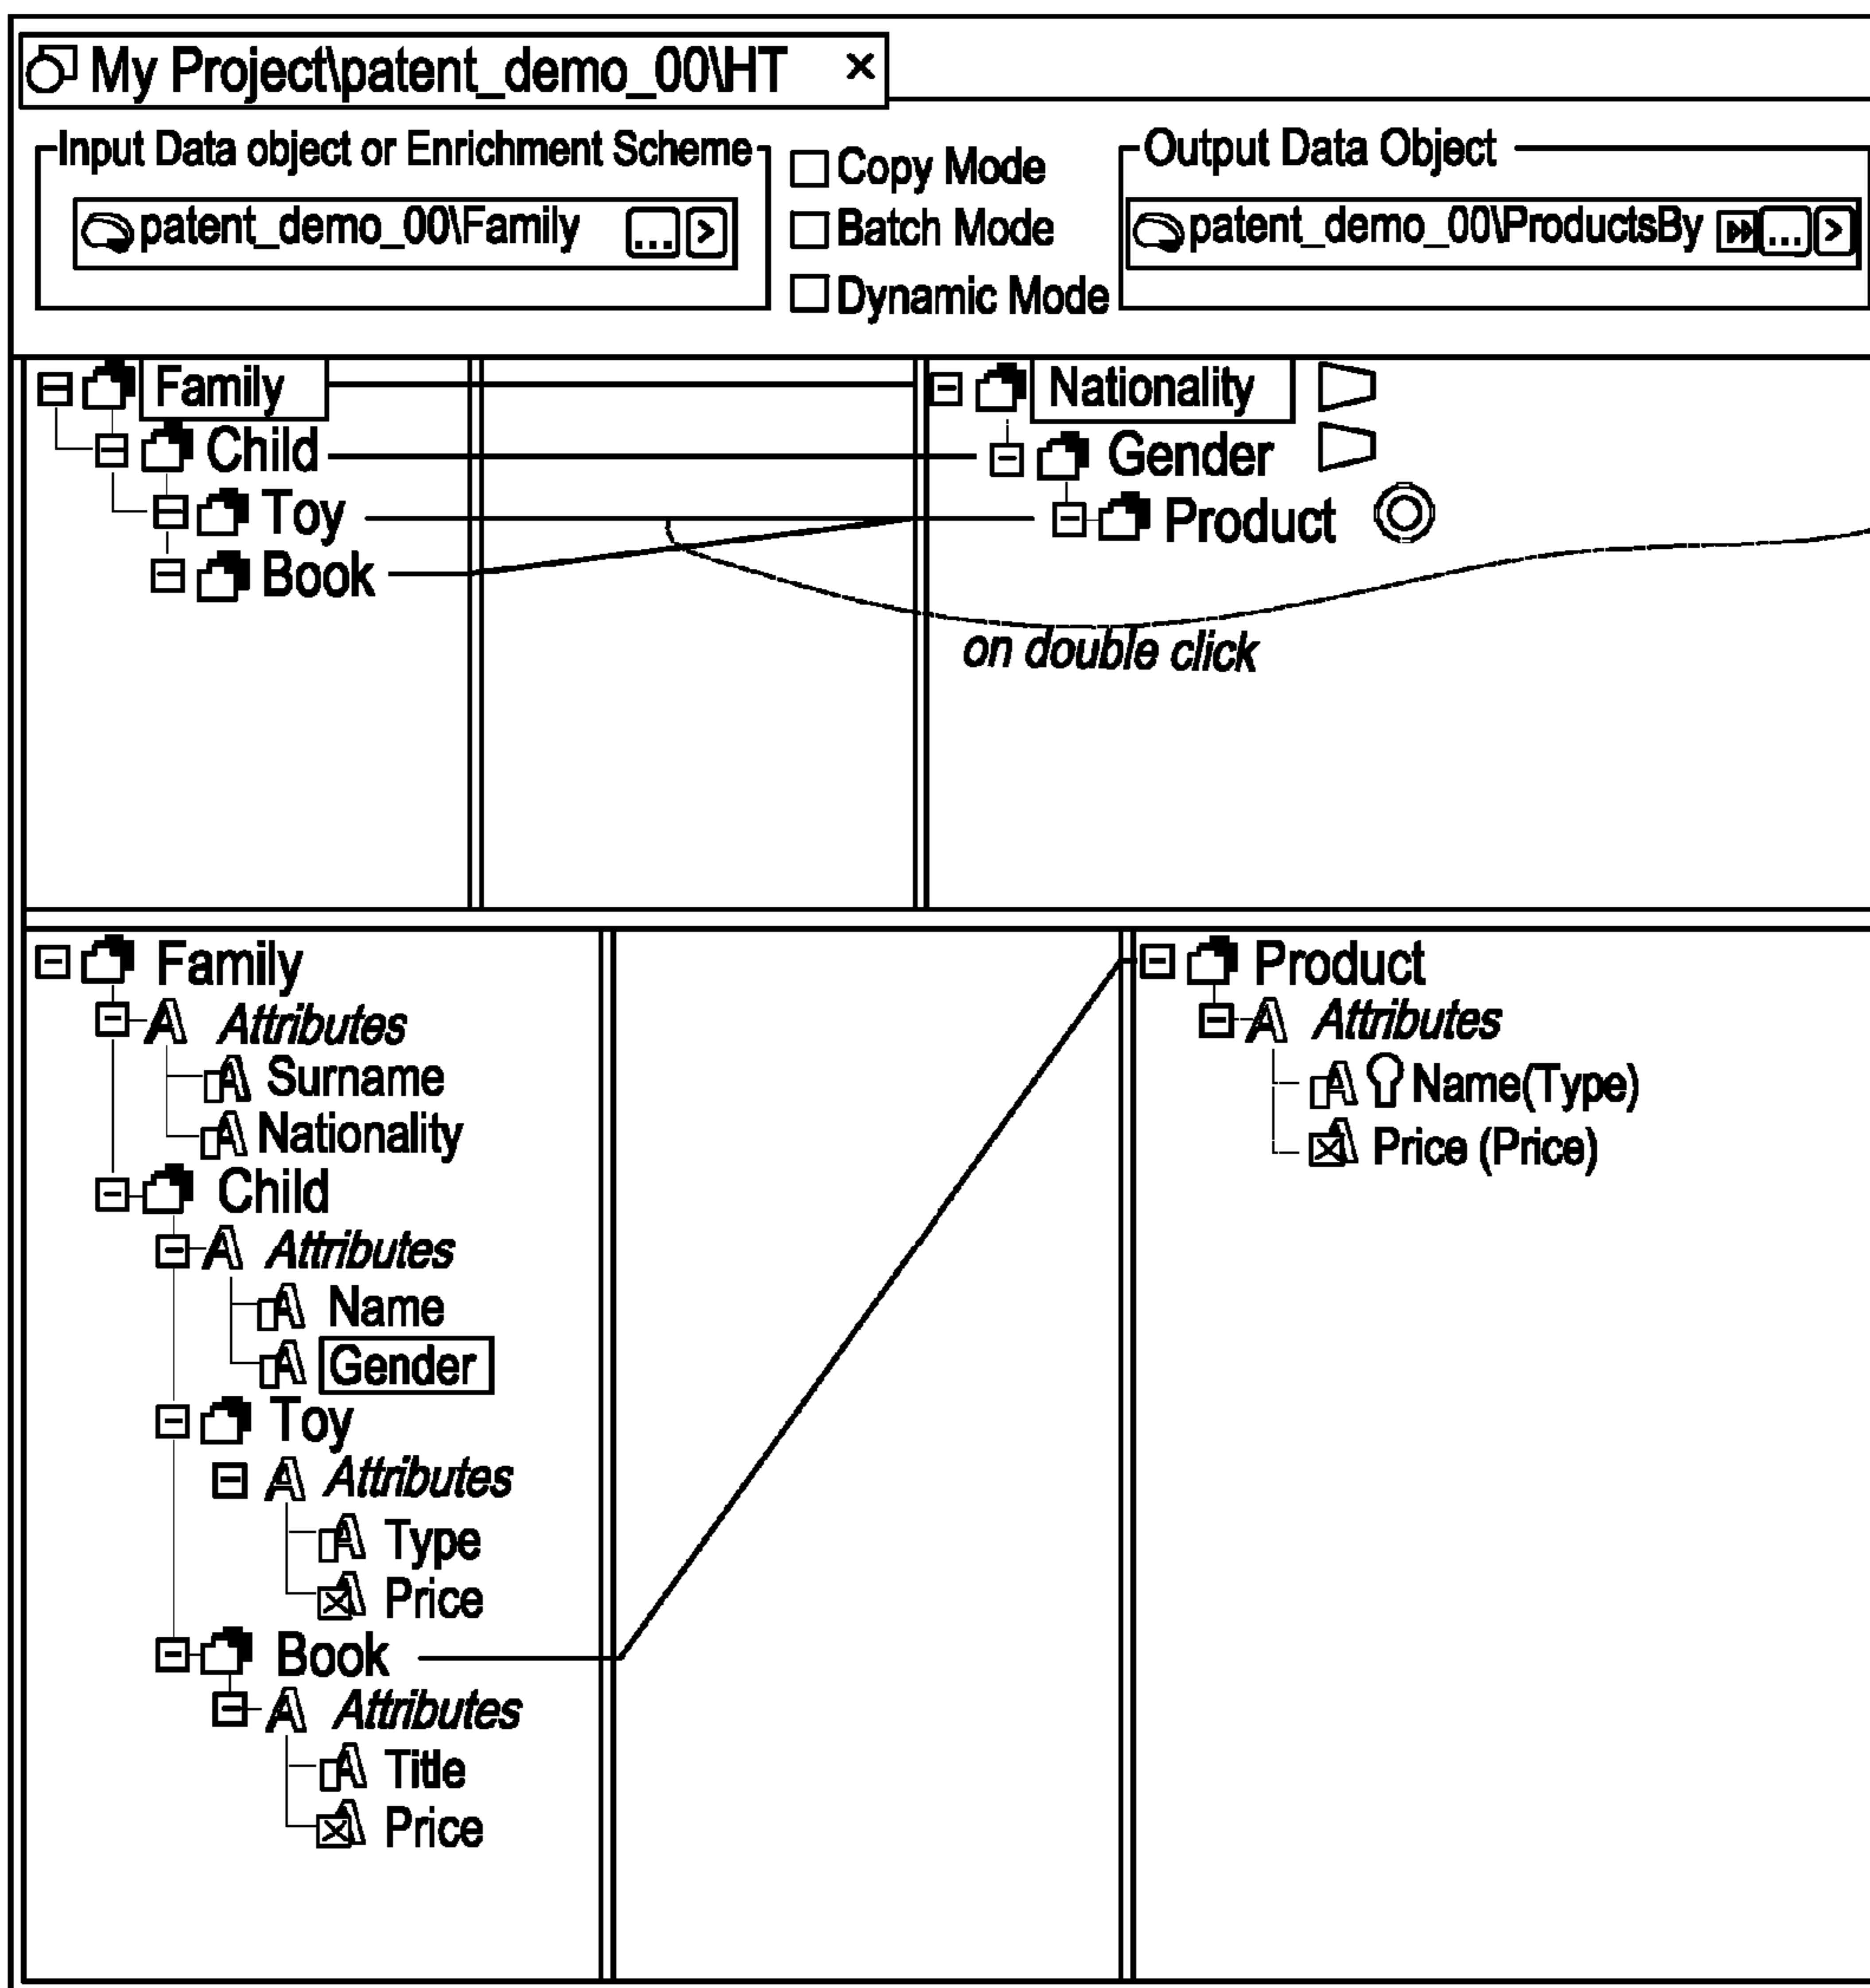 My Project\patent_demo_00\HT ×
Input Data object or Enrichment Scheme
patent_demo_00\Family ... >
Copy Mode
Batch Mode
Dynamic Mode
Output Data Object
patent_demo_00\ProductsBy ... >
Family
Child
Toy
Book
Nationality
Gender
Product
on double click
Family
A Attributes
A Surname
A Nationality
Child
A Attributes
A Name
A Gender
Toy
A Attributes
A Type
A Price
Book
A Attributes
A Title
A Price
Product
A Attributes
A Name(Type)
A Price (Price)